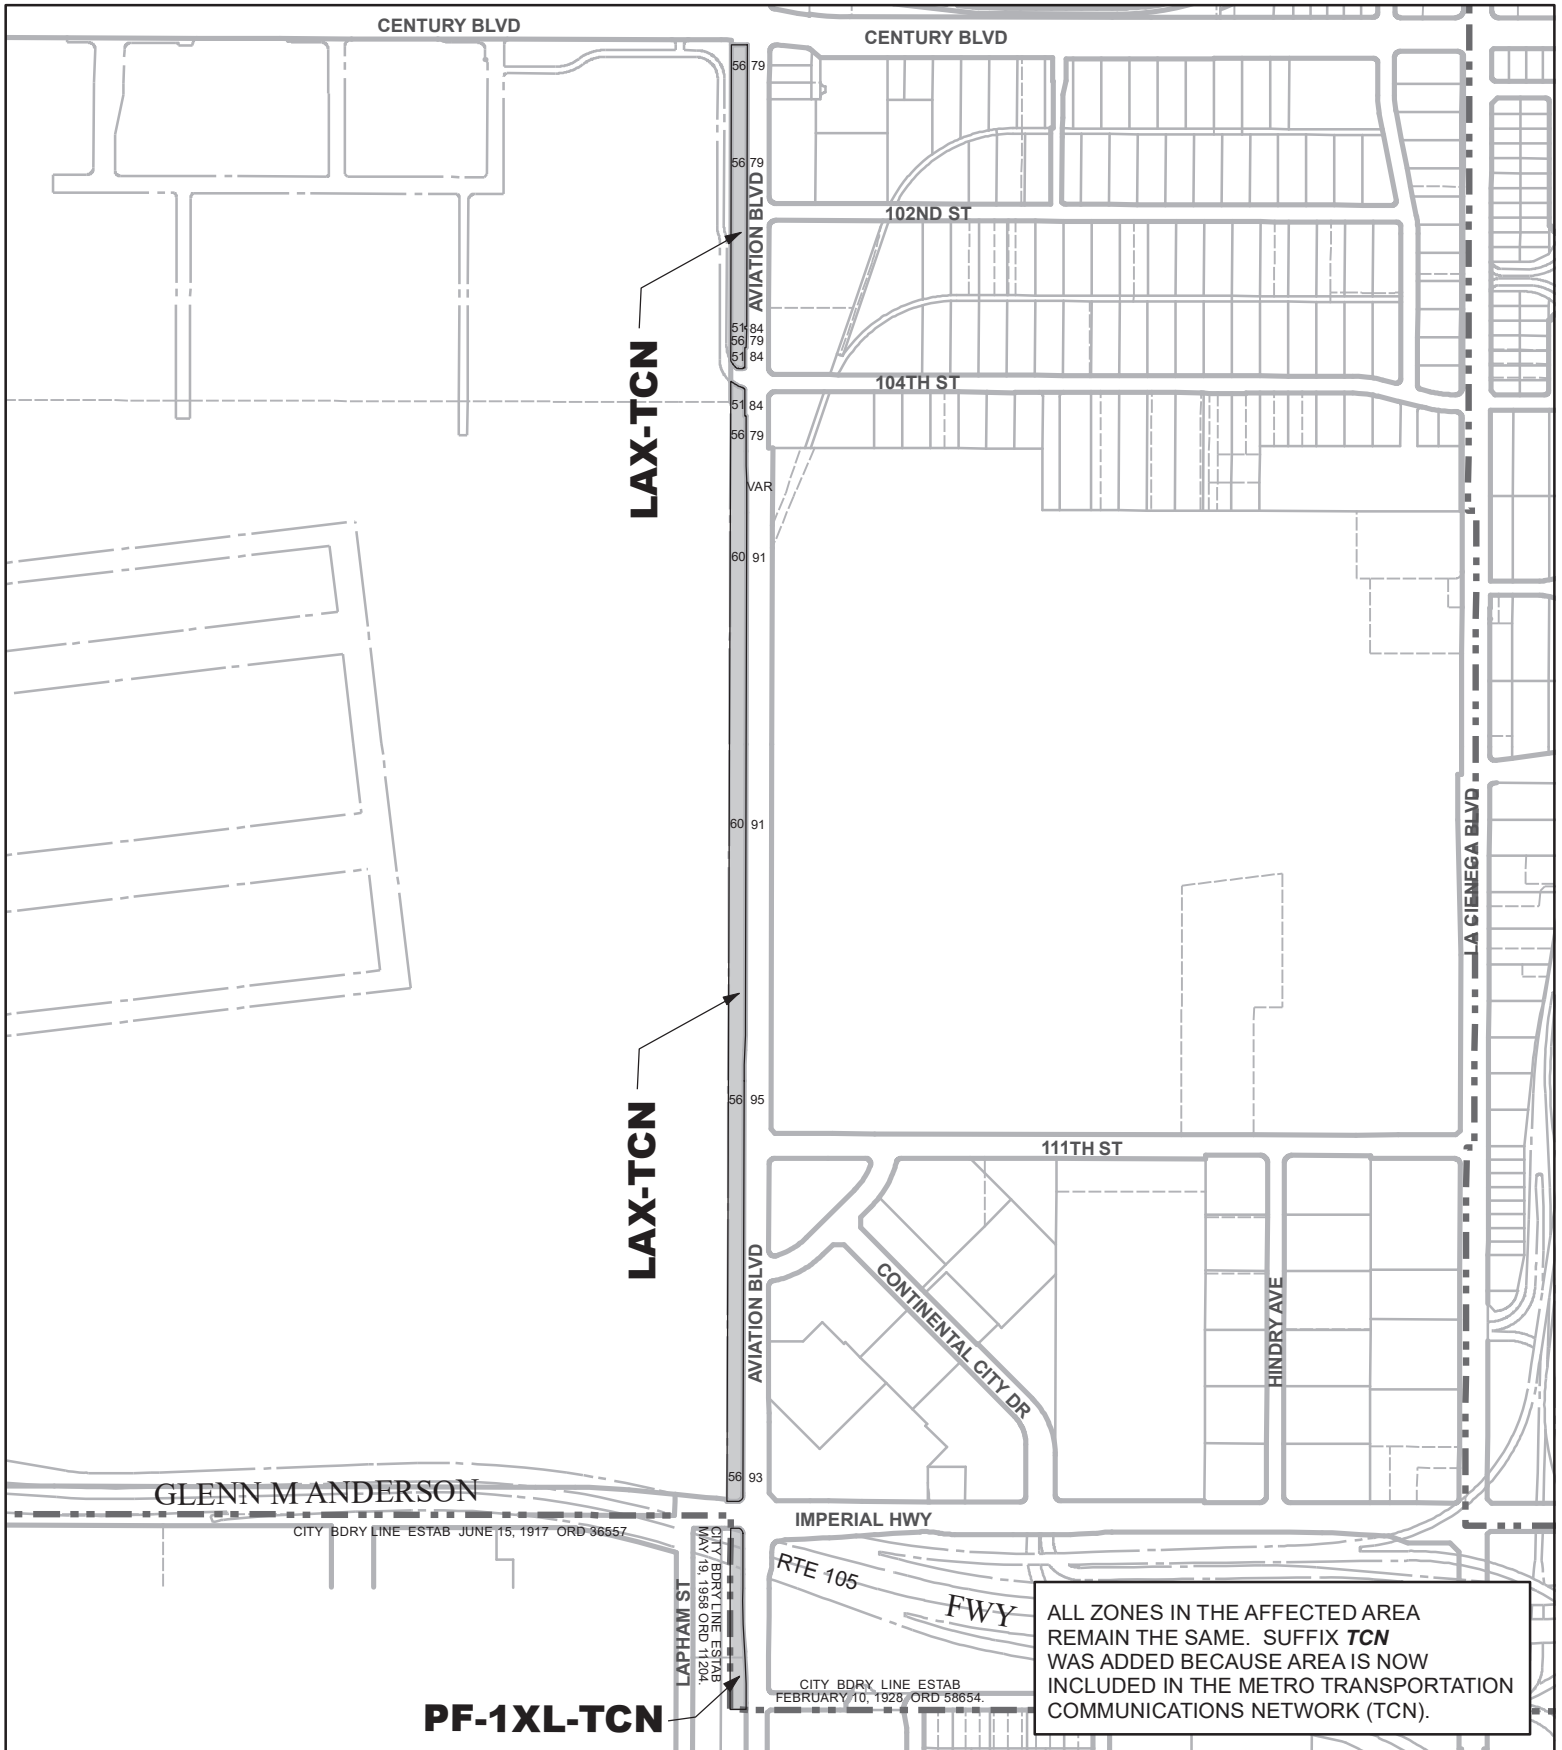 CENTURY BLVD
CENTURY BLVD
56 79
56 79
AVIATION BLVD
102ND ST
LAX-TCN
51 84
56 79
51 84
104TH ST
51 84
56 79
VAR
60 91
60 91
LA CIENEGA BLVD
LAX-TCN
56 95
111TH ST
AVIATION BLVD
CONTINENTAL CITY DR
HINDRY AVE
56 93
GLENN M ANDERSON
IMPERIAL HWY
CITY BDRY LINE ESTAB JUNE 15, 1917 ORD 36557
CITY BDRY LINE ESTAB
MAY 19, 1958 ORD 11204.
LAPHAM ST
RTE 105
FWY
CITY BDRY LINE ESTAB
FEBRUARY 10, 1928 ORD 58654.
PF-1XL-TCN
ALL ZONES IN THE AFFECTED AREA
REMAIN THE SAME. SUFFIX TCN
WAS ADDED BECAUSE AREA IS NOW
INCLUDED IN THE METRO TRANSPORTATION
COMMUNICATIONS NETWORK (TCN).